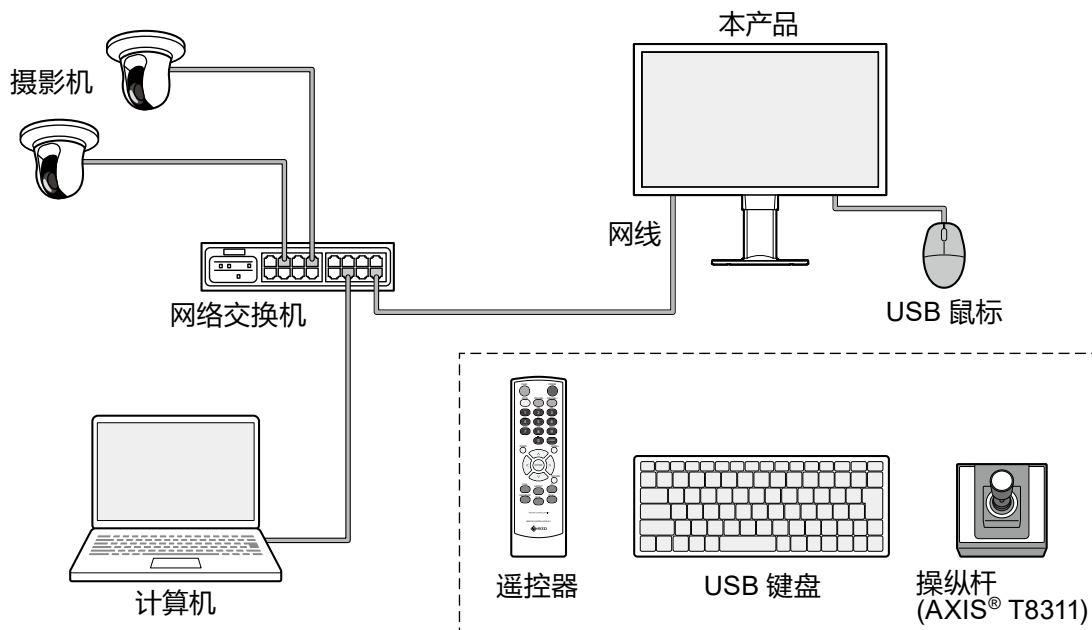 本产品
摄影机
网线
网络交换机
USB 鼠标
计算机
遥控器
USB 键盘
操纵杆
(AXIS® T8311)